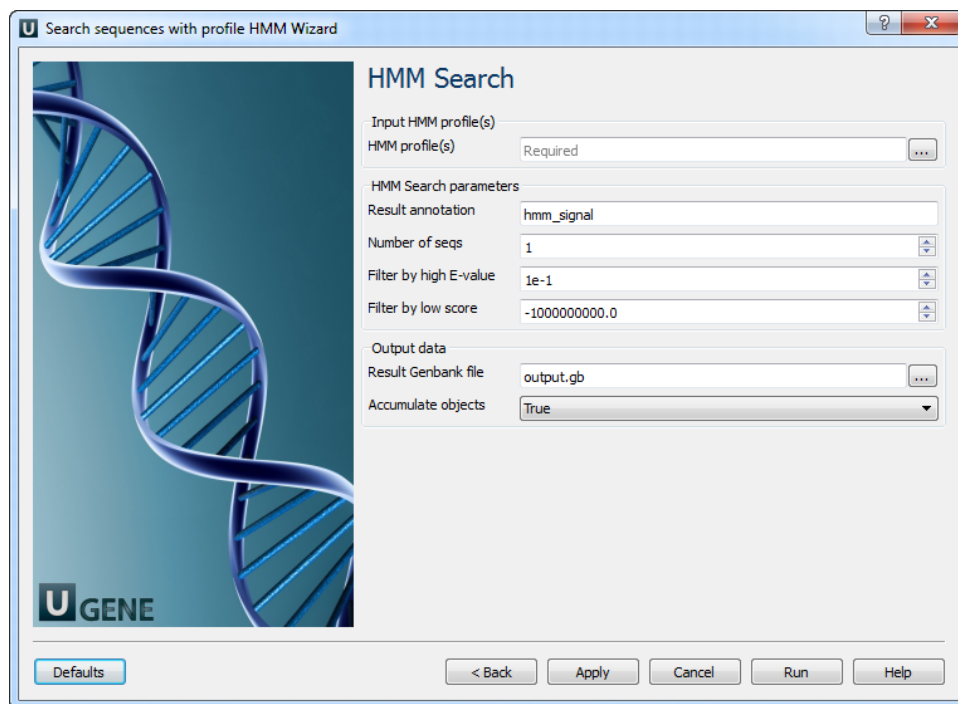 U Search sequences with profile HMM Wizard ? x
HMM Search
Input HMM profile(s)
HMM profile(s) Required ...
HMM Search parameters
Result annotation hmm_signal
Number of seqs 1
Filter by high E-value 1e-1
Filter by low score -1000000000.0
Output data
Result Genbank file output.gb ...
Accumulate objects True
U GENE
Defaults < Back Apply Cancel Run Help